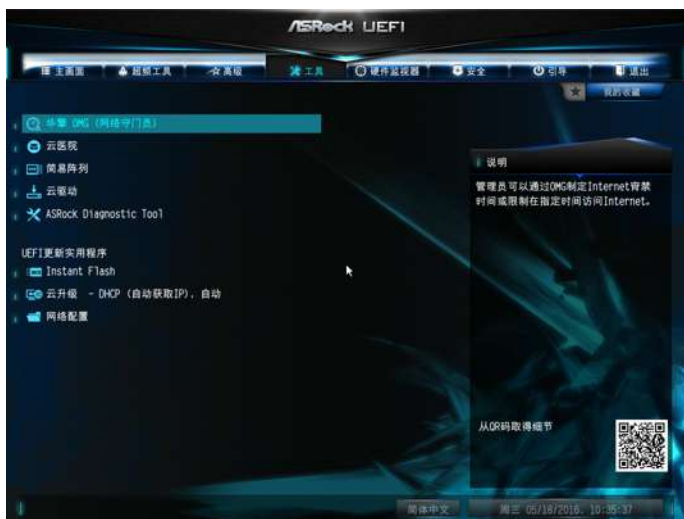 ASRock UEFI
主画面 超频工具 高级 工具 硬件监视器 安全 引导 退出
我的收藏
华擎 OMG (网络守门员)
云医院
简易阵列
云驱动
ASRock Diagnostic Tool
UEFI更新实用程序
Instant Flash
云升级 - DHCP (自动获取IP), 自动
网络配置
说明
管理员可以通过OMG制定Internet宵禁
时间或限制在指定时间访问Internet。
从QR码取得细节
简体中文
周三 05/18/2016, 10:35:37